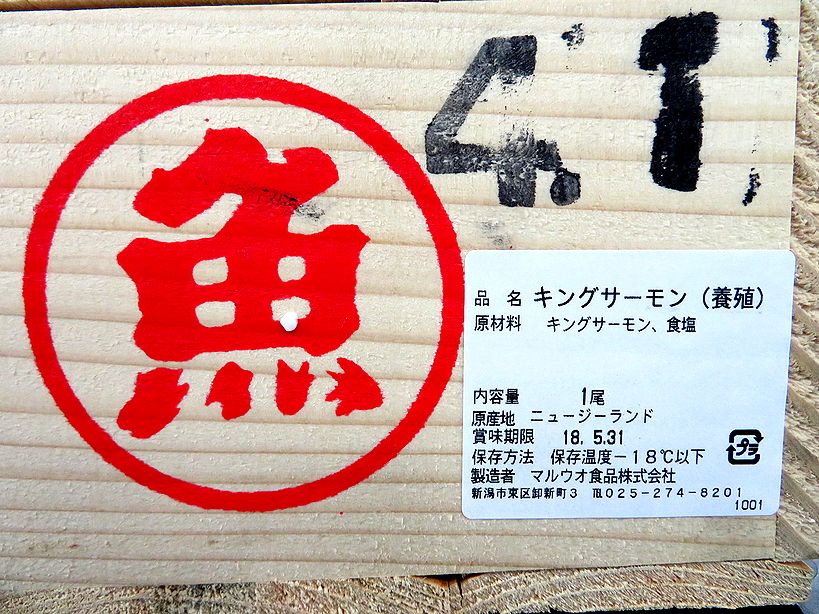 魚
4.1
品 名 キングサーモン（養殖）
原材料 キングサーモン、食塩
内容量 1尾
原産地 ニュージーランド
賞味期限 18. 5.31
保存方法 保存温度－18℃以下
プラ
製造者 マルウオ食品株式会社
新潟市東区卸新町3 ℡025-274-8201
1001